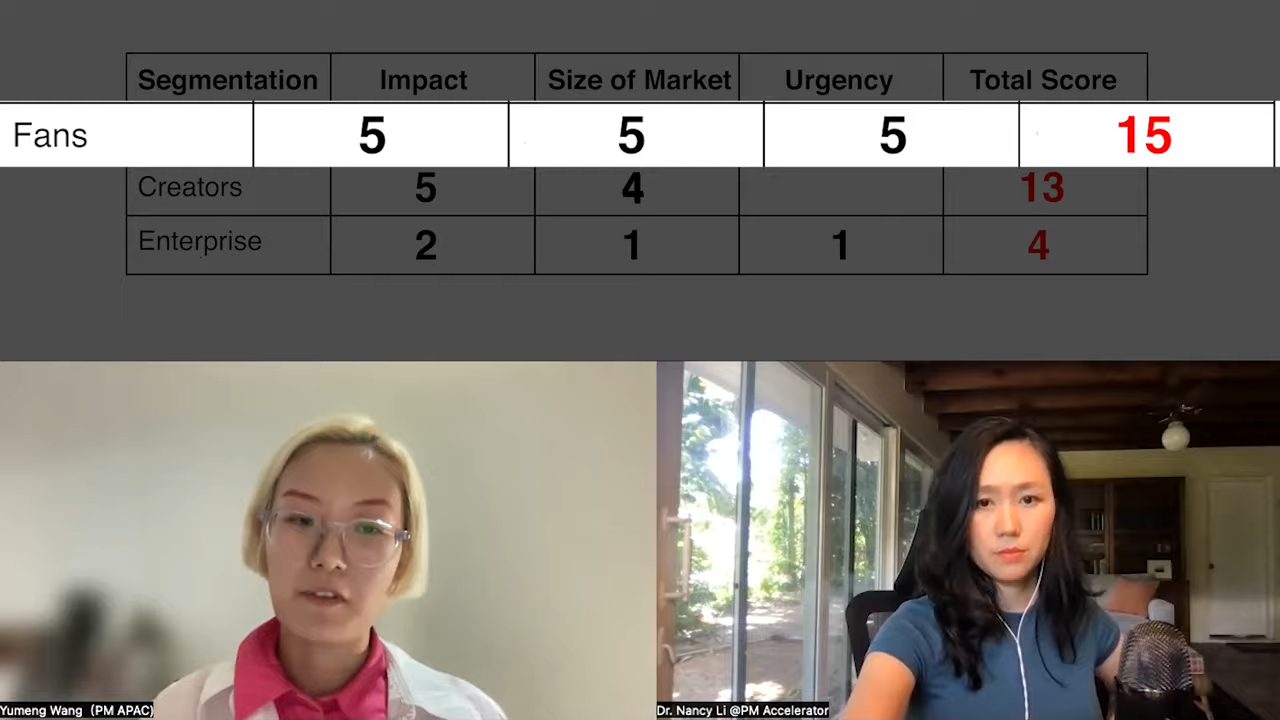 Segmentation Impact Size of Market Urgency Total Score
Fans 5 5 5 15
Creators 5 4 13
Enterprise 2 1 1 4
Yumeng Wang（PM APAC) Dr. Nancy Li @PM Accelerator